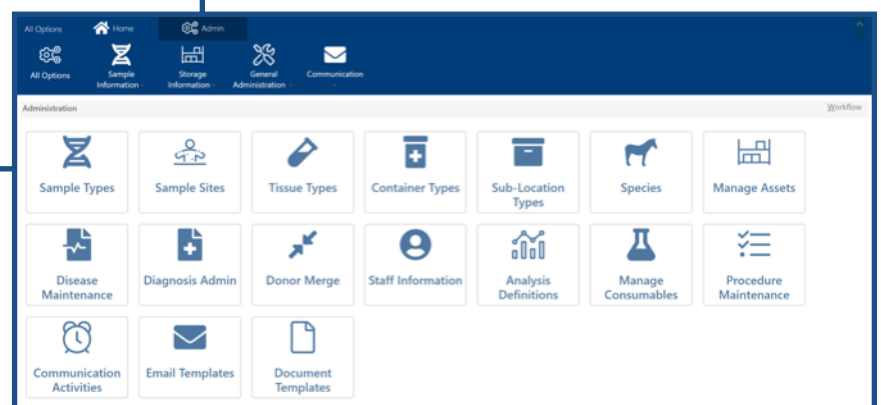 All Options Home Admin
All Options Sample Information Storage Information General Administration Communication
Administration Workflow
Sample Types Sample Sites Tissue Types Container Types Sub-Location Types Species Manage Assets
Disease Maintenance Diagnosis Admin Donor Merge Staff Information Analysis Definitions Manage Consumables Procedure Maintenance
Communication Activities Email Templates Document Templates